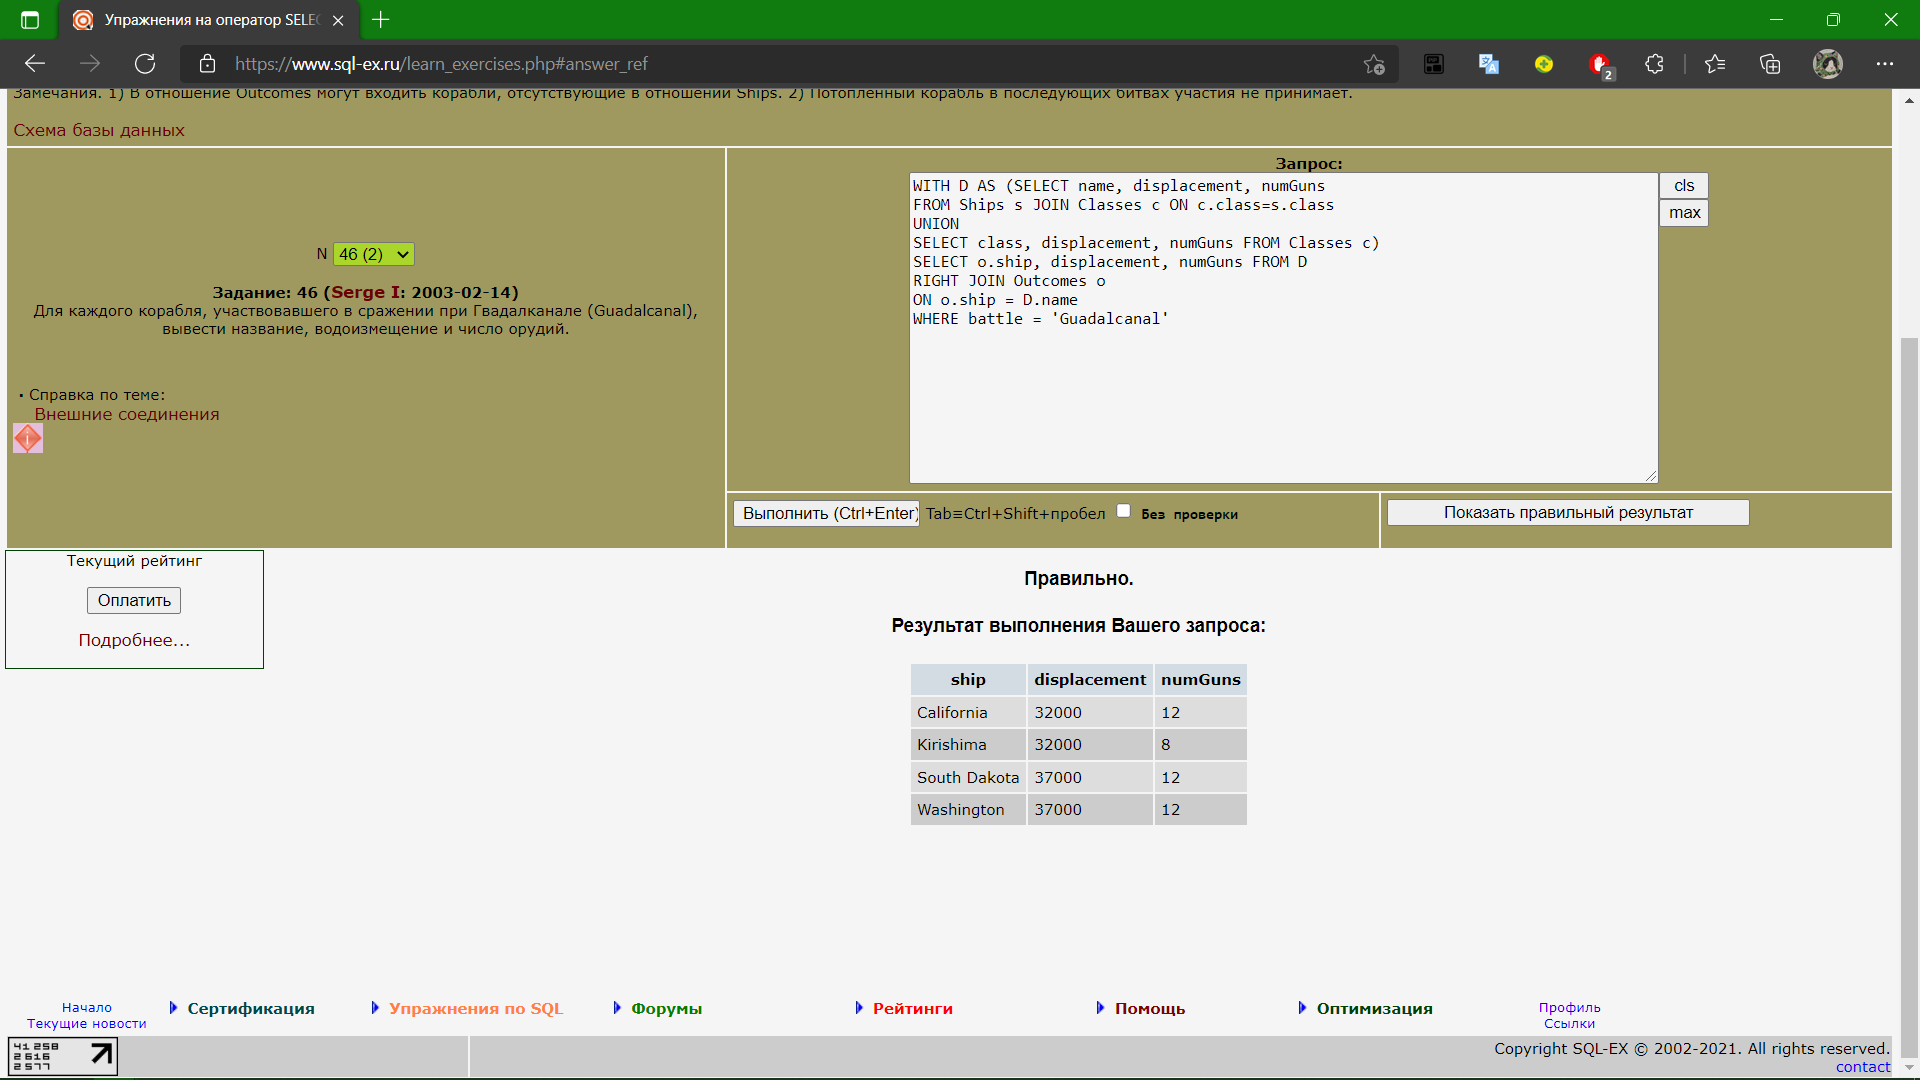 Упражнения на оператор SELEC
https://www.sql-ex.ru/learn_exercises.php#answer_ref
2
Замечания. 1) В отношение Outcomes могут входить корабли, отсутствующие в отношении Ships. 2) Потопленный корабль в последующих битвах участия не принимает.
Схема базы данных
N 46 (2)
Задание: 46 (Serge I: 2003-02-14)
Для каждого корабля, участвовавшего в сражении при Гвадалканале (Guadalcanal),
вывести название, водоизмещение и число орудий.
· Справка по теме:
Внешние соединения
Запрос:
WITH D AS (SELECT name, displacement, numGuns
FROM Ships s JOIN Classes c ON c.class=s.class
UNION
SELECT class, displacement, numGuns FROM Classes c)
SELECT o.ship, displacement, numGuns FROM D
RIGHT JOIN Outcomes o
ON o.ship = D.name
WHERE battle = 'Guadalcanal'
cls
max
Выполнить (Ctrl+Enter) Tab≡Ctrl+Shift+пробел Без проверки
Показать правильный результат
Текущий рейтинг
Оплатить
Подробнее...
Правильно.
Результат выполнения Вашего запроса:
ship displacement numGuns
California 32000 12
Kirishima 32000 8
South Dakota 37000 12
Washington 37000 12
Начало
Текущие новости
Сертификация
Упражнения по SQL
Форумы
Рейтинги
Помощь
Оптимизация
Профиль
Ссылки
41 258
2 616
2 577
Copyright SQL-EX © 2002-2021. All rights reserved.
contact